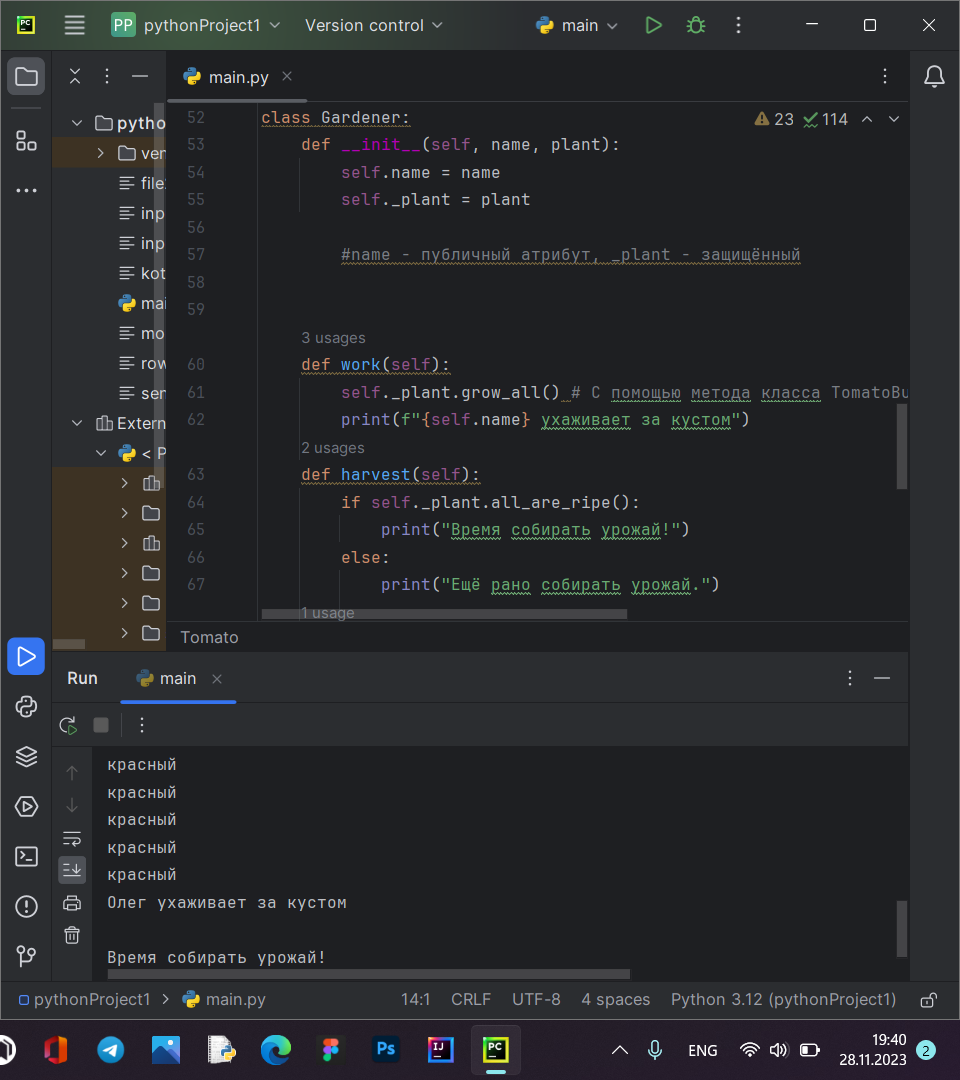 PP pythonProject1 Version control main
main.py
pytho
ven
file
inp
inp
kot
mai
mo
row
sen
Extern
< P
23 114
52 class Gardener:
53 def __init__(self, name, plant):
54 self.name = name
55 self._plant = plant
56
57 #name - публичный атрибут, _plant - защищённый
58
59
3 usages
60 def work(self):
61 self._plant.grow_all() # С помощью метода класса TomatoBu
62 print(f"{self.name} ухаживает за кустом")
2 usages
63 def harvest(self):
64 if self._plant.all_are_ripe():
65 print("Время собирать урожай!")
66 else:
67 print("Ещё рано собирать урожай.")
1 usage
Tomato
Run main
красный
красный
красный
красный
красный
Олег ухаживает за кустом
Время собирать урожай!
pythonProject1 > main.py 14:1 CRLF UTF-8 4 spaces Python 3.12 (pythonProject1)
Ps IJ PC ENG 19:40
28.11.2023 2